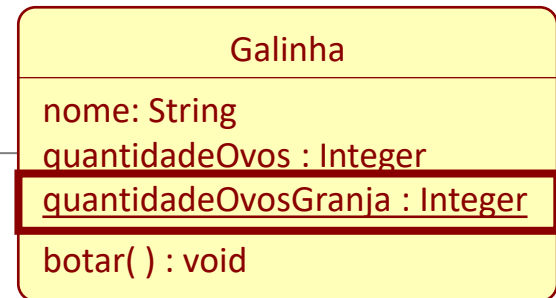 Galinha
nome: String
quantidadeOvos : Integer
quantidadeOvosGranja : Integer
botar( ) : void